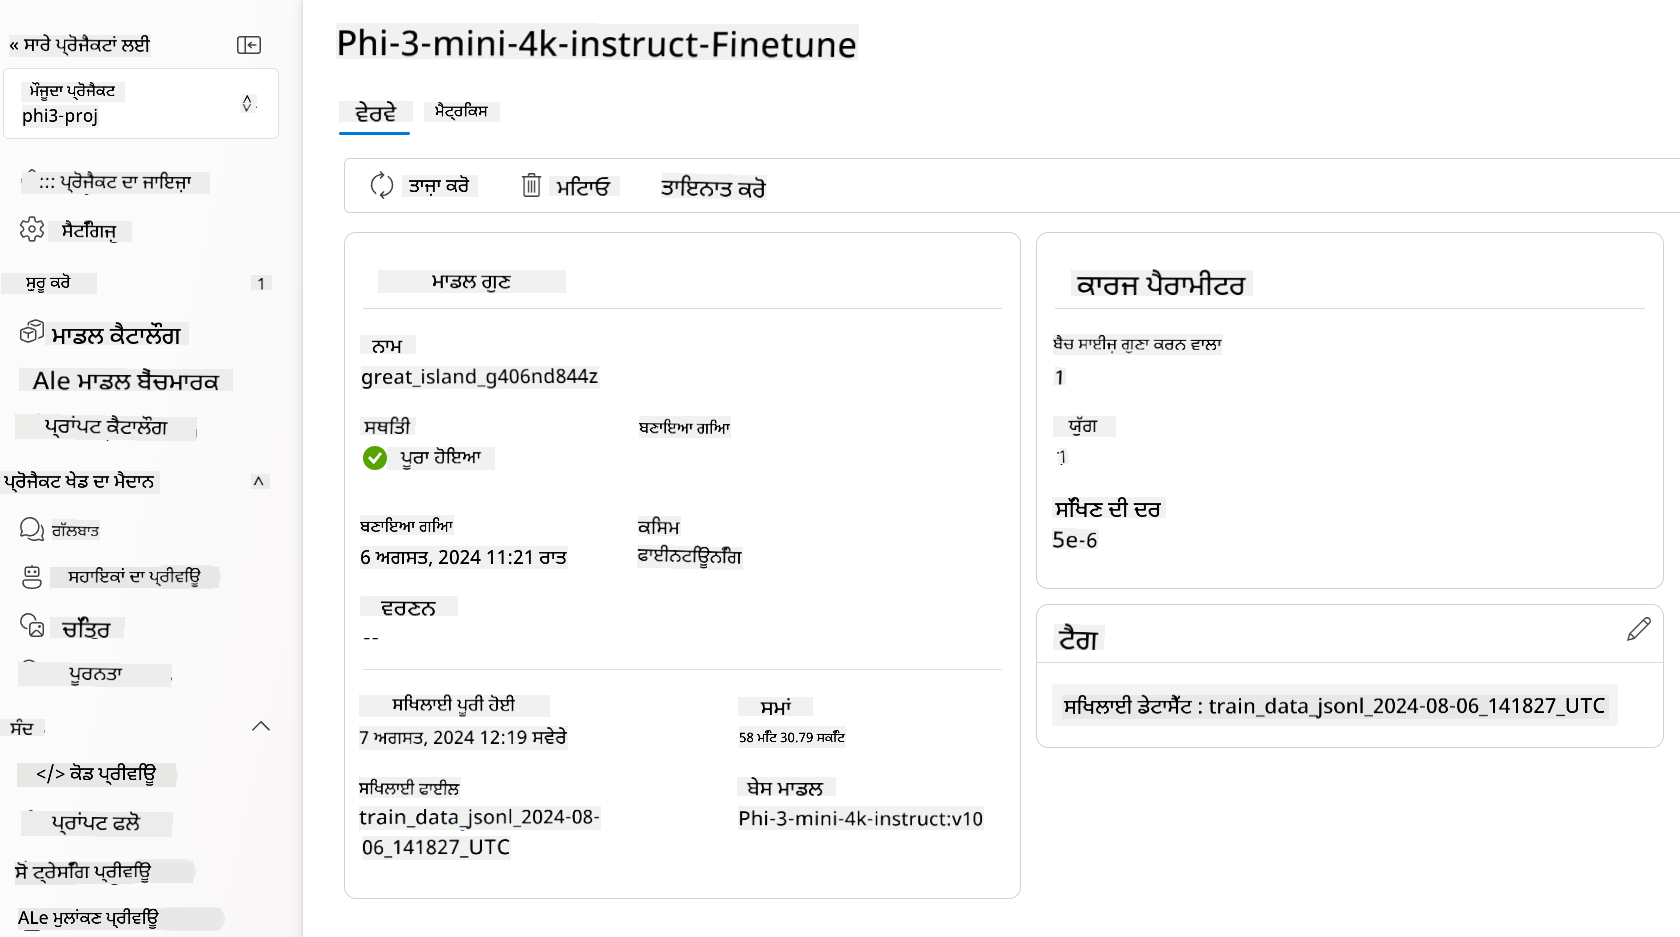 « ਸਾਰੇ ਪ੍ਰੋਜੈਕਟਾਂ ਲਈ
ਮੌਜੂਦਾ ਪ੍ਰੋਜੈਕਟ
phi3-proj
::: ਪ੍ਰੋਜੈਕਟ ਦਾ ਜਾਇਜ਼ਾ
ਸੈਟਿੰਗਜ਼
ਸ਼ੁਰੂ ਕਰੋ 1
ਮਾਡਲ ਕੈਟਾਲੌਗ
Ale ਮਾਡਲ ਬੈਂਚਮਾਰਕ
ਪ੍ਰਾਂਪਟ ਕੈਟਾਲੌਗ
ਪ੍ਰੋਜੈਕਟ ਖੇਡ ਦਾ ਮੈਦਾਨ
ਗੱਲਬਾਤ
ਸਹਾਇਕਾਂ ਦਾ ਪ੍ਰੀਵਿਊ
ਚਿੱਤਰ
ਪੂਰਨਤਾ
ਸੰਦ
</> ਕੋਡ ਪ੍ਰੀਵਿਊ
ਪ੍ਰਾਂਪਟ ਫਲੋ
ਸੋਂ ਟ੍ਰੇਸਿੰਗ ਪ੍ਰੀਵਿਊ
ALe ਮੁਲਾਂਕਣ ਪ੍ਰੀਵਿਊ
Phi-3-mini-4k-instruct-Finetune
ਵੇਰਵੇ ਮੈਟ੍ਰਿਕਸ
ਤਾਜ਼ਾ ਕਰੋ ਮਿਟਾਓ ਤਾਇਨਾਤ ਕਰੋ
ਮਾਡਲ ਗੁਣ
ਨਾਮ
great_island_g406nd844z
ਸਥਿਤੀ ਬਣਾਇਆ ਗਿਆ
ਪੂਰਾ ਹੋਇਆ
ਬਣਾਇਆ ਗਿਆ ਕਿਸਮ
6 ਅਗਸਤ, 2024 11:21 ਰਾਤ ਫਾਈਨਟਿਊਨਿੰਗ
ਵਰਣਨ
--
ਸਿਖਲਾਈ ਪੂਰੀ ਹੋਈ ਸਮਾਂ
7 ਅਗਸਤ, 2024 12:19 ਸਵੇਰੇ 58 ਮਿੰਟ 30.79 ਸਕਿੰਟ
ਸਿਖਲਾਈ ਫਾਈਲ ਬੇਸ ਮਾਡਲ
train_data_jsonl_2024-08- Phi-3-mini-4k-instruct:v10
06_141827_UTC
ਕਾਰਜ ਪੈਰਾਮੀਟਰ
ਬੈਚ ਸਾਈਜ਼ ਗੁਣਾ ਕਰਨ ਵਾਲਾ
1
ਯੁੱਗ
1
ਸਿੱਖਣ ਦੀ ਦਰ
5e-6
ਟੈਗ
ਸਿਖਲਾਈ ਡੇਟਾਸੈੱਟ : train_data_jsonl_2024-08-06_141827_UTC